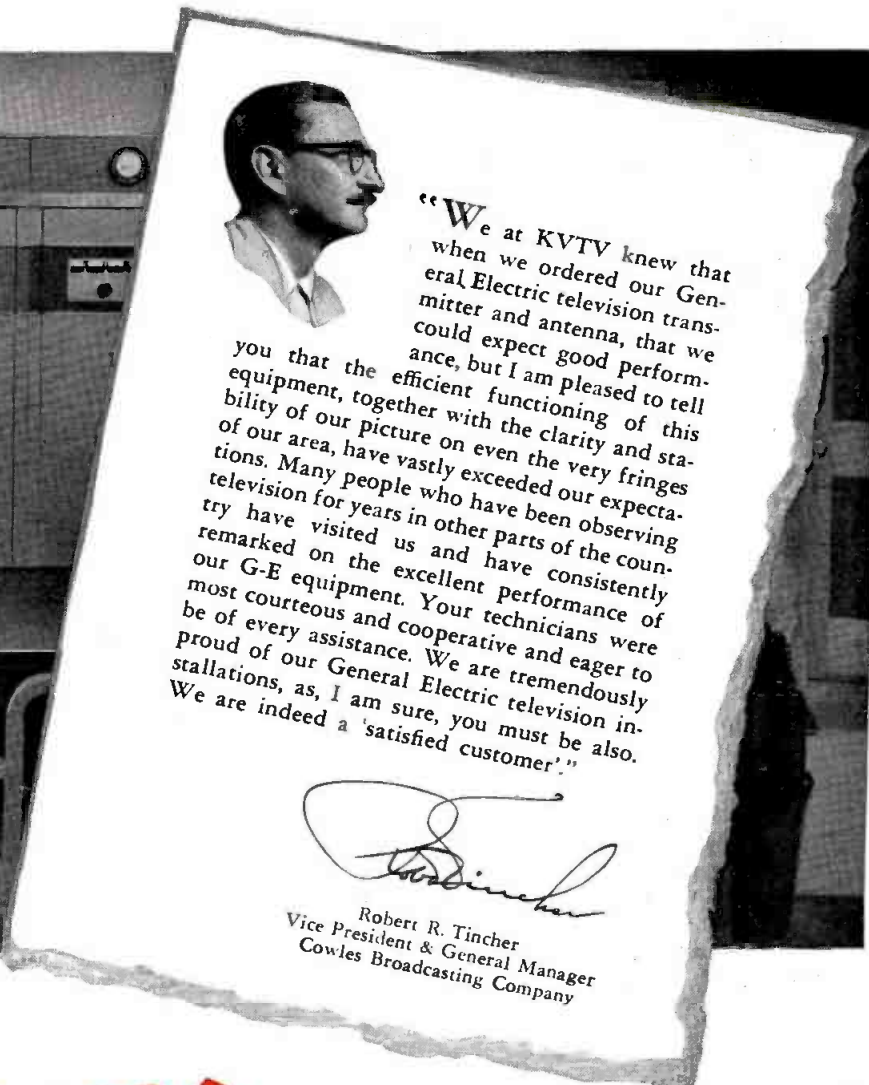 “We at KVTV knew that
when we ordered our Gen-
eral Electric television trans-
mitter and antenna, that we
could expect good perform-
ance, but I am pleased to tell
you that the efficient functioning of this
equipment, together with the clarity and sta-
bility of our picture on even the very fringes
of our area, have vastly exceeded our expecta-
tions. Many people who have been observing
television for years in other parts of the coun-
try have visited us and have consistently
remarked on the excellent performance of
our G-E equipment. Your technicians were
most courteous and cooperative and eager to
be of every assistance. We are tremendously
proud of our General Electric television in-
stallations, as, I am sure, you must be also.
We are indeed a 'satisfied customer'.”
Bob Tincher
Robert R. Tincher
Vice President & General Manager
Cowles Broadcasting Company